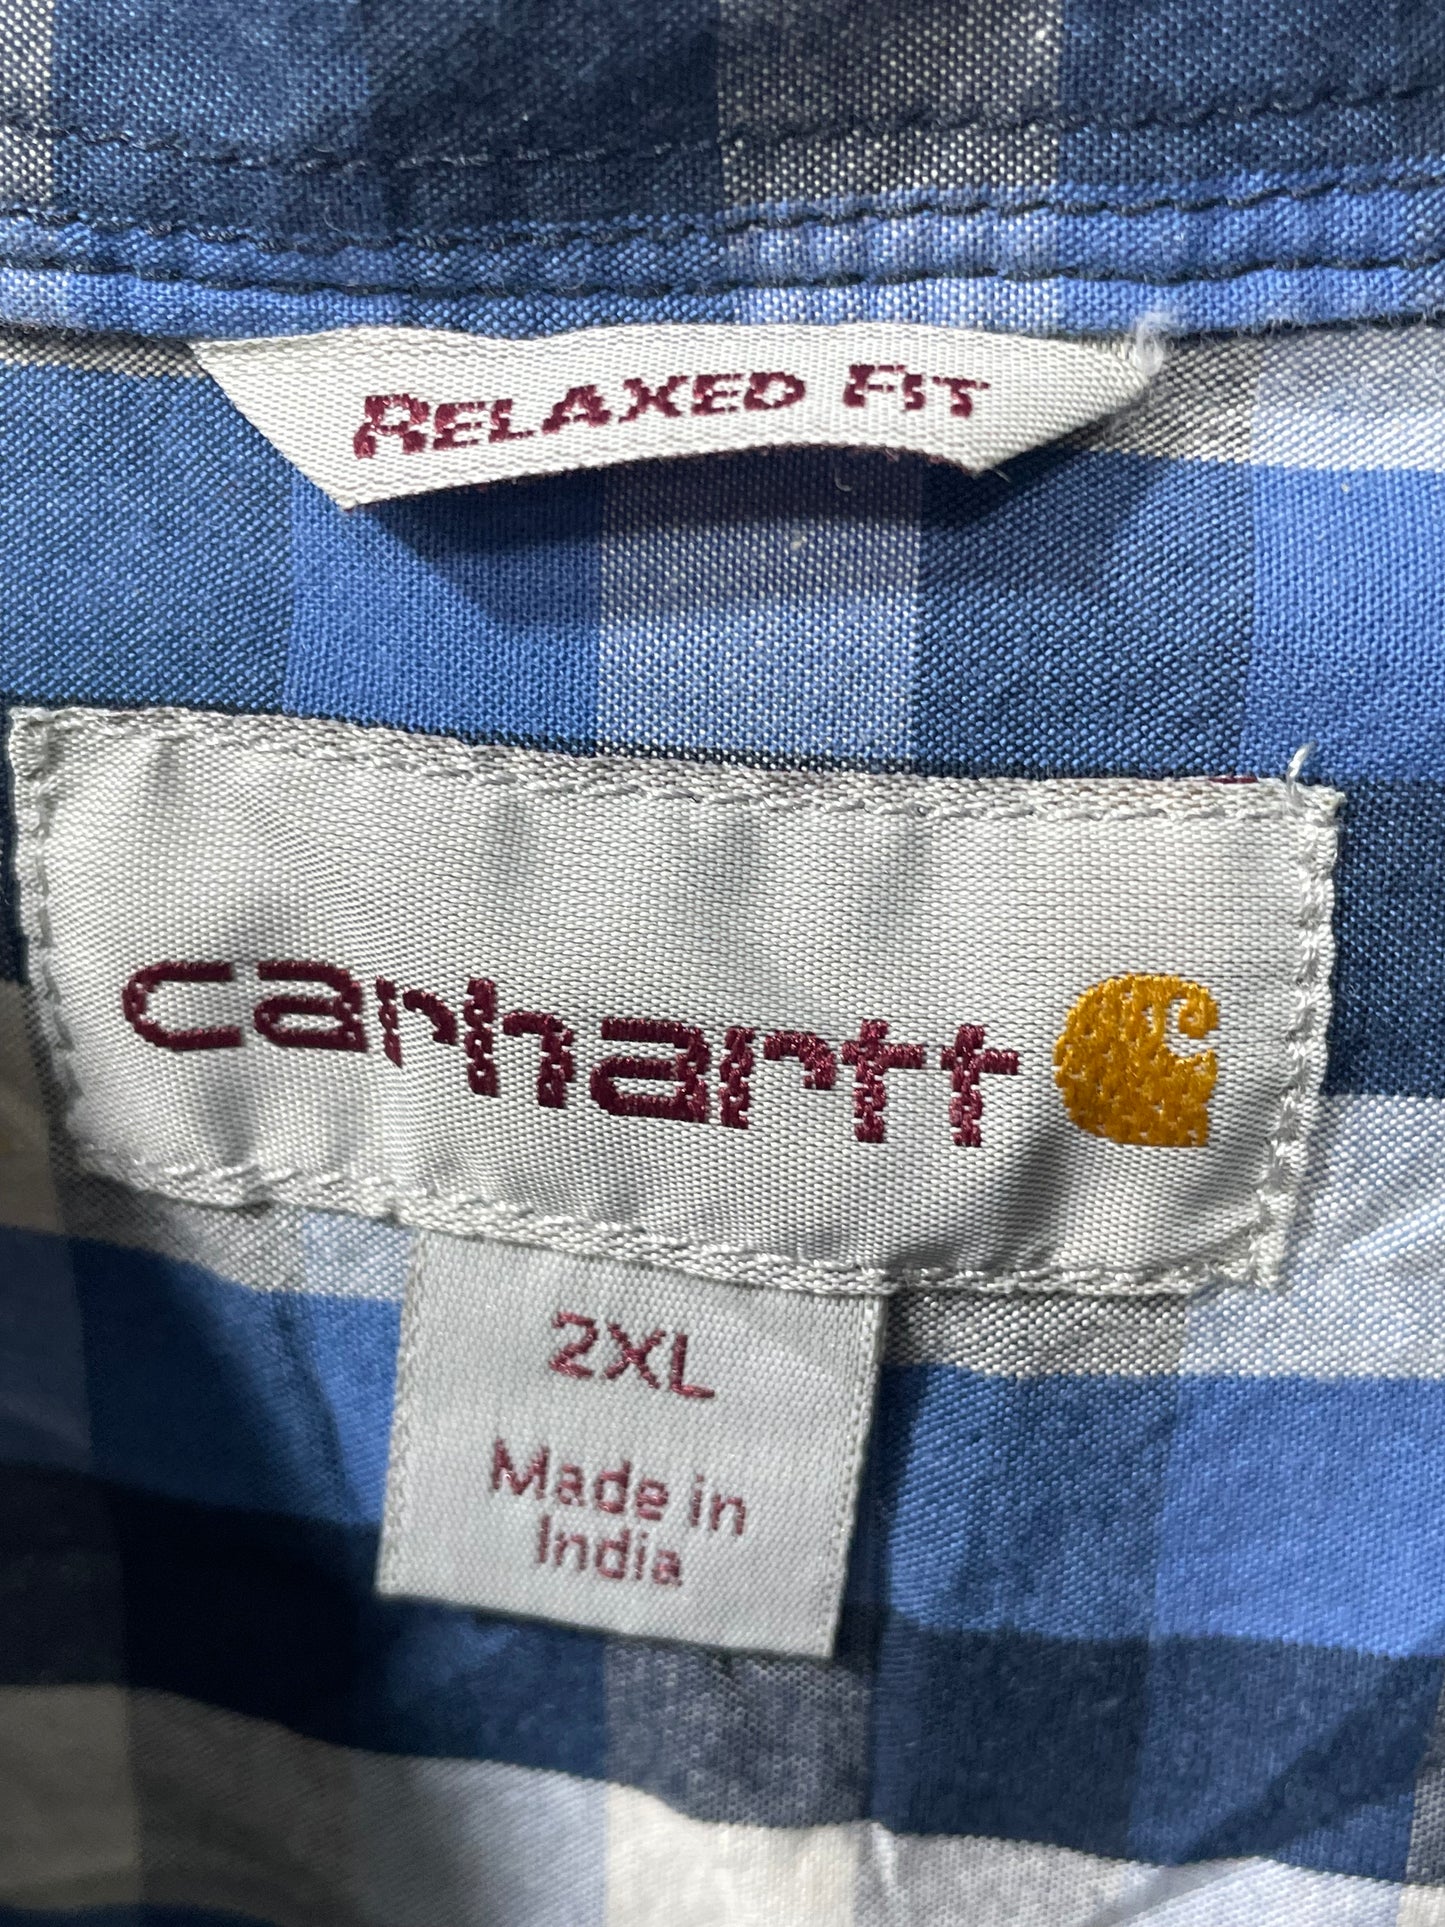 RELAXED FIT
carhartt
2XL
Made in
India